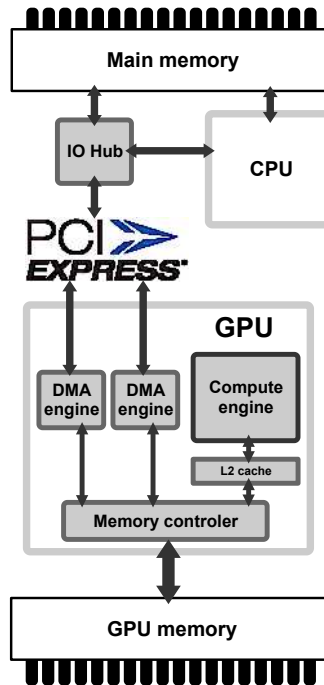 Main memory
IO Hub
CPU
PCI
EXPRESS
GPU
DMA
engine
DMA
engine
Compute
engine
L2 cache
Memory controler
GPU memory